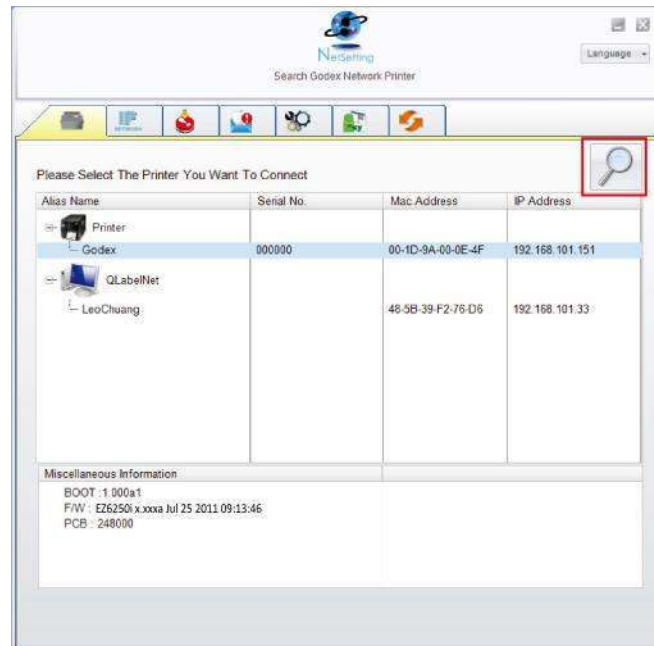 NetSetting
Language
Search Godex Network Printer
IP
NETWORK
Please Select The Printer You Want To Connect
Alias Name Serial No. Mac Address IP Address
Printer
Godex 000000 00-1D-9A-00-0E-4F 192.168.101.151
QLabelNet
LeoChuang 48-5B-39-F2-76-D6 192.168.101.33
Miscellaneous Information
BOOT :1.000a1
F/W : EZ6250i x.xxxa Jul 25 2011 09:13:46
PCB : 248000